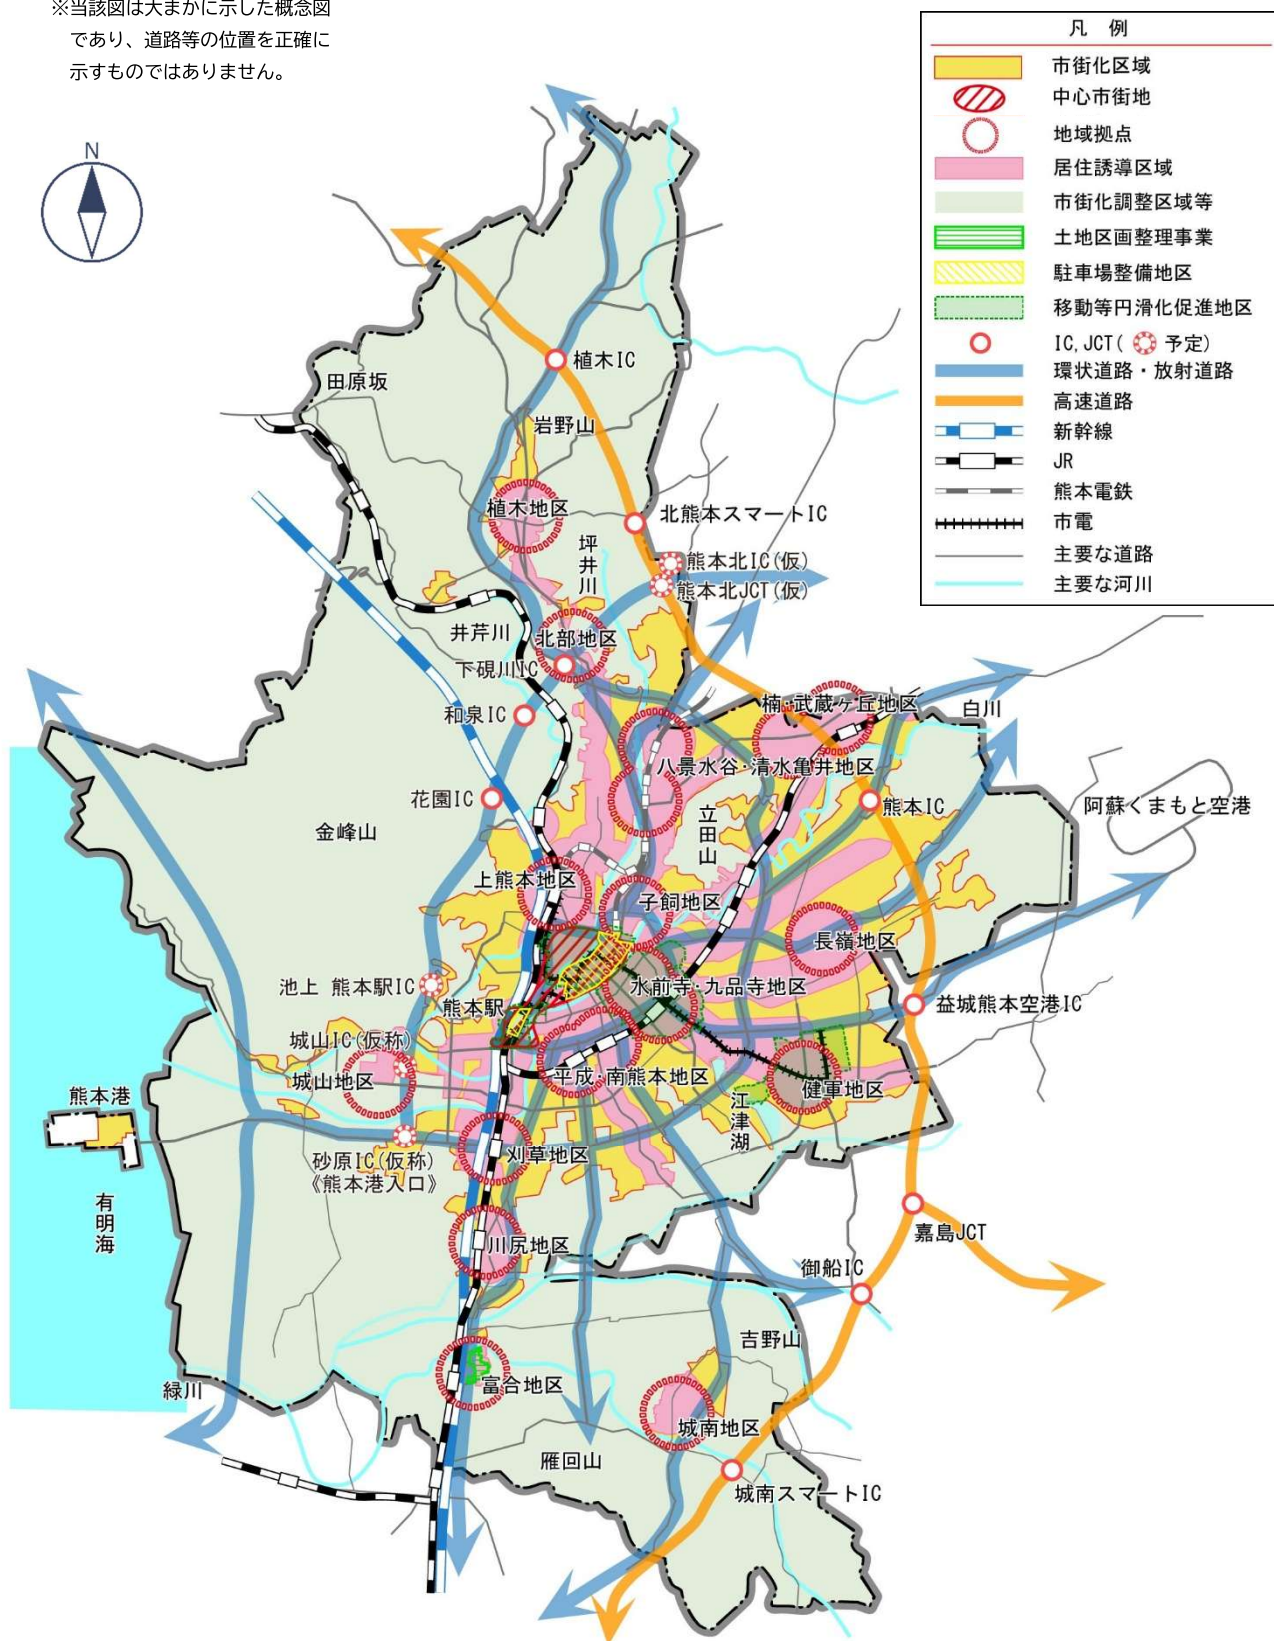 ※当該図は大まかに示した概念図
であり、道路等の位置を正確に
示すものではありません。
N
凡 例
市街化区域
中心市街地
地域拠点
居住誘導区域
市街化調整区域等
土地区画整理事業
駐車場整備地区
移動等円滑化促進地区
IC,JCT( 予定)
環状道路・放射道路
高速道路
新幹線
JR
熊本電鉄
市電
主要な道路
主要な河川
植木IC
田原坂
岩野山
植木地区
北熊本スマートIC
坪井川
熊本北IC(仮)
熊本北JCT(仮)
井芹川
北部地区
下硯川IC
和泉IC
楠・武蔵ヶ丘地区
白川
八景水谷・清水亀井地区
花園IC
熊本IC
阿蘇くまもと空港
金峰山
立田山
上熊本地区
子飼地区
長嶺地区
池上 熊本駅IC
水前寺・九品寺地区
熊本駅
益城熊本空港IC
城山IC(仮称)
城山地区
平成・南熊本地区
健軍地区
熊本港
江津湖
砂原IC(仮称)
《熊本港入口》
刈草地区
有明海
川尻地区
嘉島JCT
御船IC
吉野山
緑川
富合地区
城南地区
雁回山
城南スマートIC